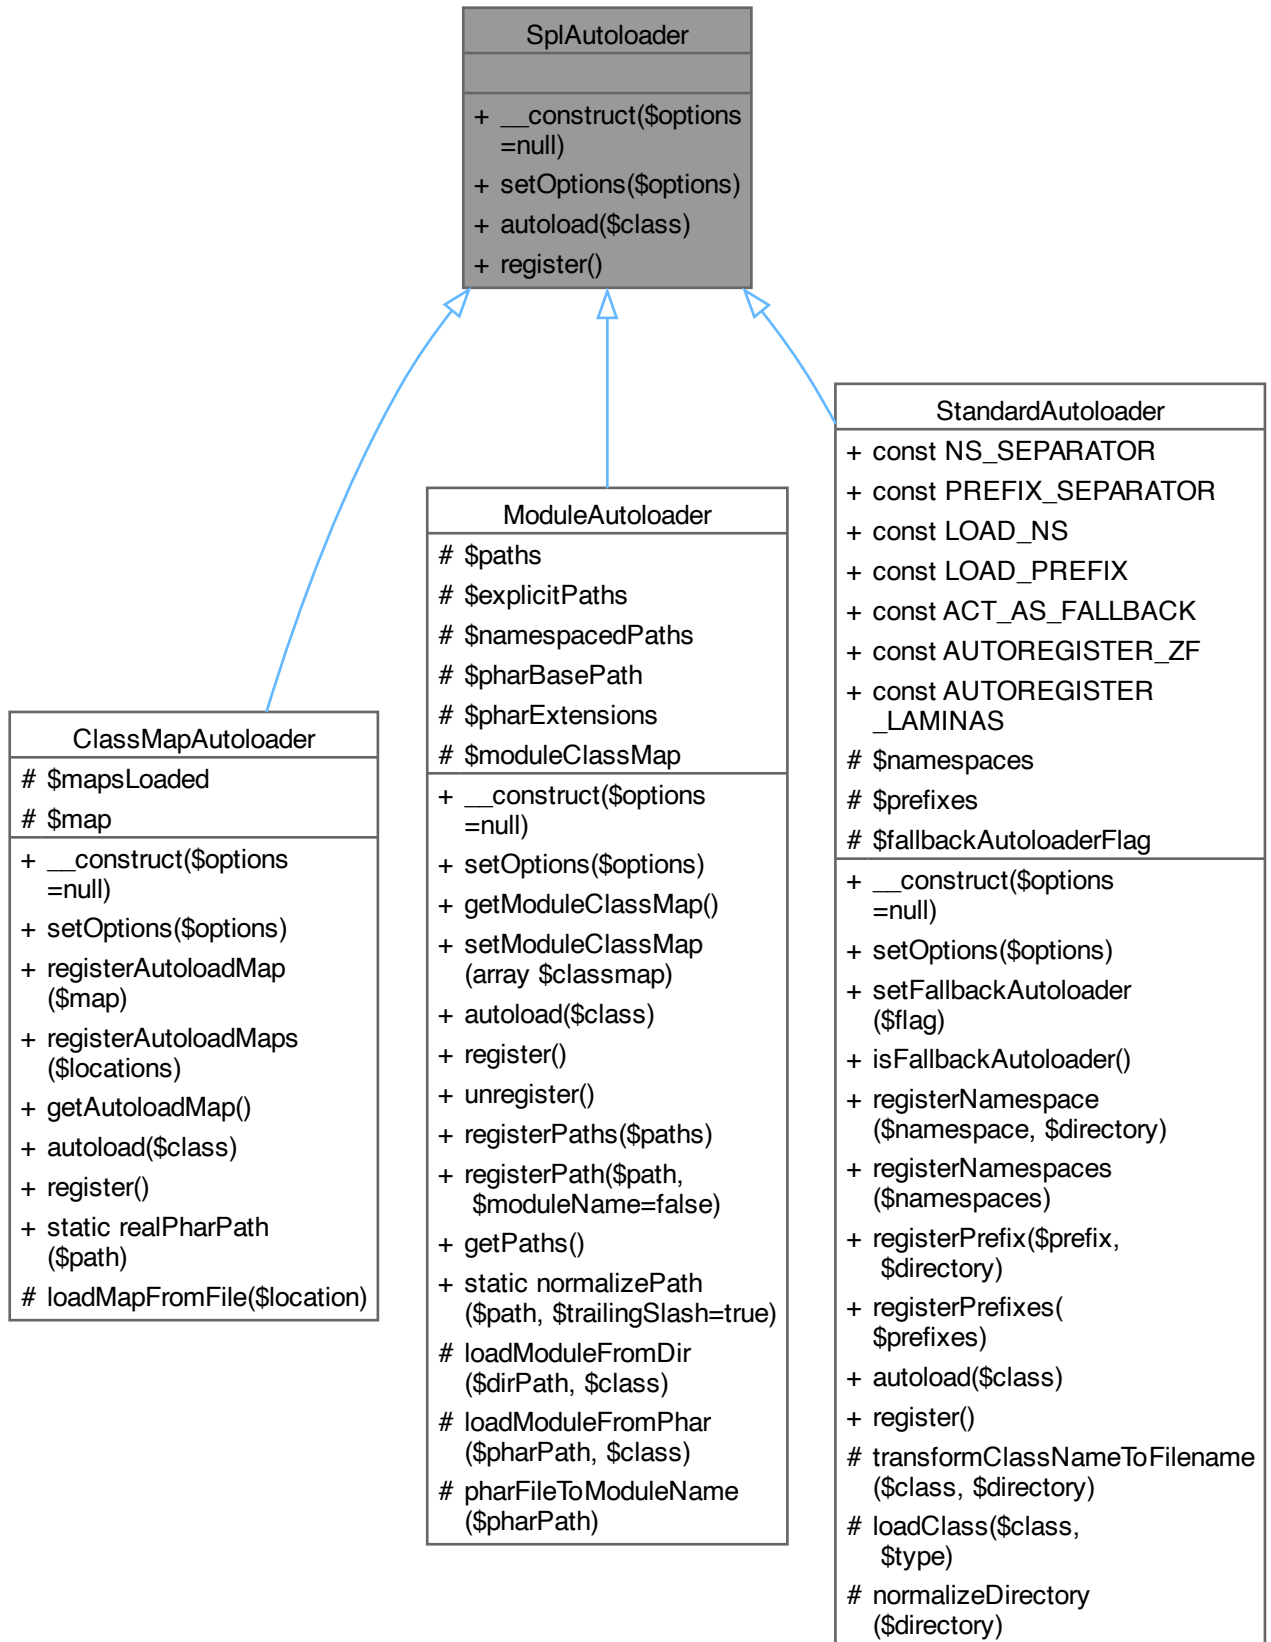 SplAutoloader
+ __construct($options
=null)
+ setOptions($options)
+ autoload($class)
+ register()
ClassMapAutoloader
# $mapsLoaded
# $map
+ __construct($options
=null)
+ setOptions($options)
+ registerAutoloadMap
($map)
+ registerAutoloadMaps
($locations)
+ getAutoloadMap()
+ autoload($class)
+ register()
+ static realPharPath
($path)
# loadMapFromFile($location)
ModuleAutoloader
# $paths
# $explicitPaths
# $namespacedPaths
# $pharBasePath
# $pharExtensions
# $moduleClassMap
+ __construct($options
=null)
+ setOptions($options)
+ getModuleClassMap()
+ setModuleClassMap
(array $classmap)
+ autoload($class)
+ register()
+ unregister()
+ registerPaths($paths)
+ registerPath($path,
$moduleName=false)
+ getPaths()
+ static normalizePath
($path, $trailingSlash=true)
# loadModuleFromDir
($dirPath, $class)
# loadModuleFromPhar
($pharPath, $class)
# pharFileToModuleName
($pharPath)
StandardAutoloader
+ const NS_SEPARATOR
+ const PREFIX_SEPARATOR
+ const LOAD_NS
+ const LOAD_PREFIX
+ const ACT_AS_FALLBACK
+ const AUTOREGISTER_ZF
+ const AUTOREGISTER
_LAMINAS
# $namespaces
# $prefixes
# $fallbackAutoloaderFlag
+ __construct($options
=null)
+ setOptions($options)
+ setFallbackAutoloader
($flag)
+ isFallbackAutoloader()
+ registerNamespace
($namespace, $directory)
+ registerNamespaces
($namespaces)
+ registerPrefix($prefix,
$directory)
+ registerPrefixes(
$prefixes)
+ autoload($class)
+ register()
# transformClassNameToFilename
($class, $directory)
# loadClass($class,
$type)
# normalizeDirectory
($directory)